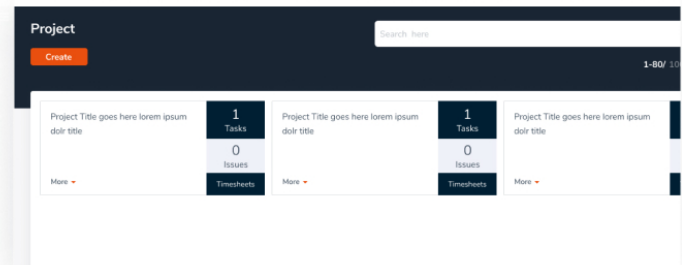 Project
Search here
Create
1-80/ 10
Project Title goes here lorem ipsum
dolr title
1
Tasks
0
Issues
More
Timesheets
Project Title goes here lorem ipsum
dolr title
1
Tasks
0
Issues
More
Timesheets
Project Title goes here lorem ipsum
dolr title
More